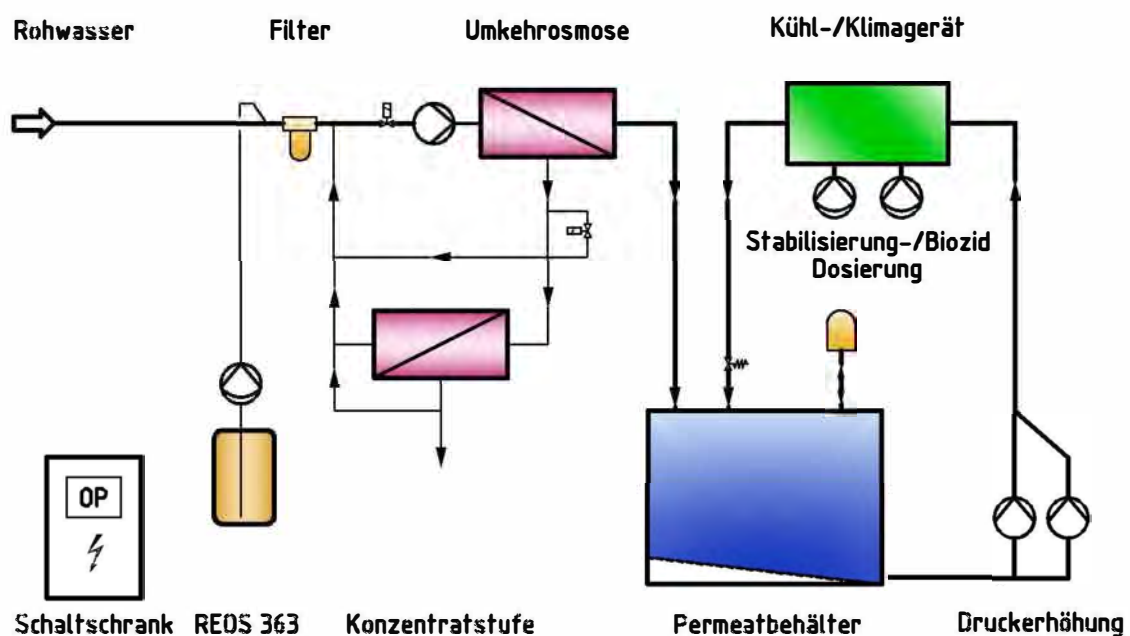 Rohwasser
Filter
Umkehrosmose
Kühl-/Klimagerät
Stabilisierung-/Biozid
Dosierung
OP
Schaltschrank
REOS 363
Konzentratstufe
Permeatbehälter
Druckerhöhung